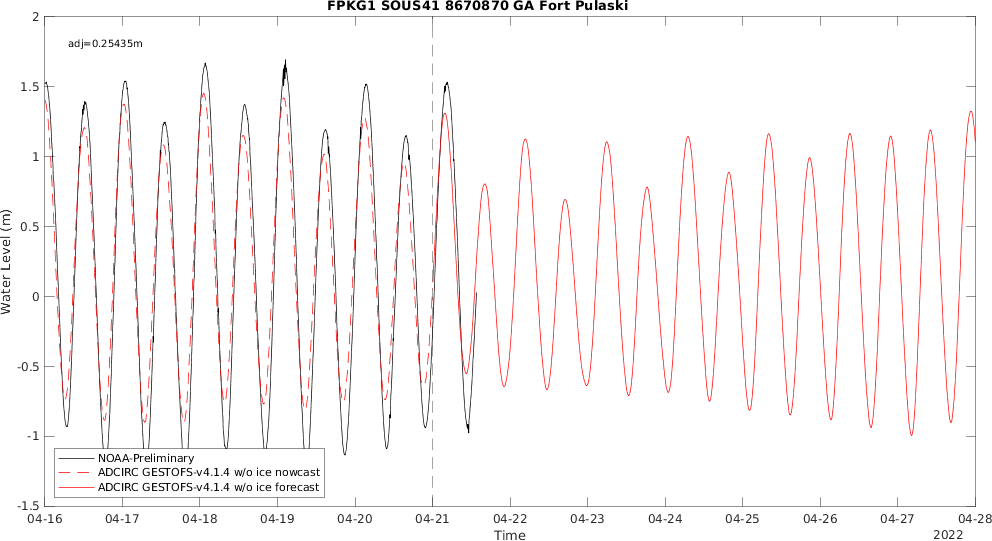 FPKG1 SOUS41 8670870 GA Fort Pulaski
adj=0.25435m
2
1.5
1
0.5
0
-0.5
-1
-1.5
Water Level (m)
NOAA-Preliminary
ADCIRC GESTOFS-v4.1.4 w/o ice nowcast
ADCIRC GESTOFS-v4.1.4 w/o ice forecast
04-16 04-17 04-18 04-19 04-20 04-21 04-22 04-23 04-24 04-25 04-26 04-27 04-28
Time
2022